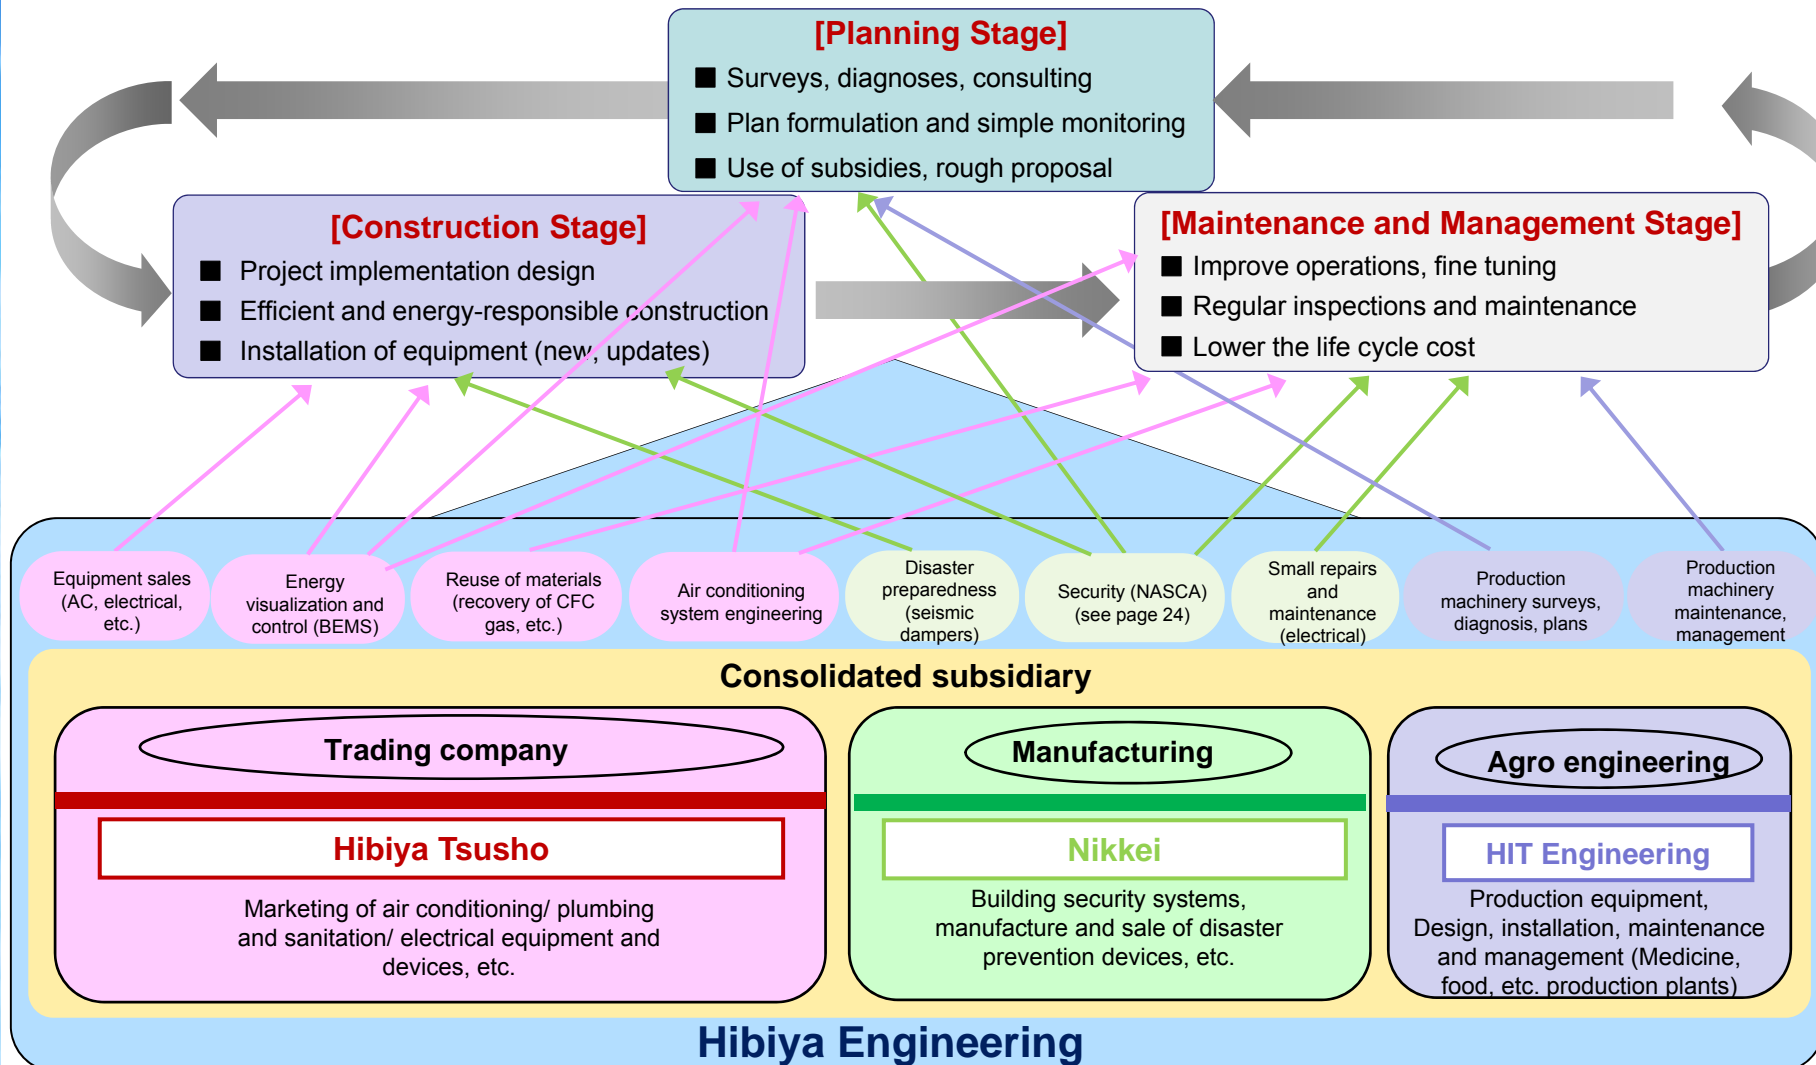 [Planning Stage]
■ Surveys, diagnoses, consulting
■ Plan formulation and simple monitoring
■ Use of subsidies, rough proposal
[Construction Stage]
■ Project implementation design
■ Efficient and energy-responsible construction
■ Installation of equipment (new, updates)
[Maintenance and Management Stage]
■ Improve operations, fine tuning
■ Regular inspections and maintenance
■ Lower the life cycle cost
Equipment sales
(AC, electrical,
etc.)
Energy
visualization and
control (BEMS)
Reuse of materials
(recovery of CFC
gas, etc.)
Air conditioning
system engineering
Disaster
preparedness
(seismic
dampers)
Security (NASCA)
(see page 24)
Small repairs
and
maintenance
(electrical)
Production
machinery surveys,
diagnosis, plans
Production
machinery
maintenance,
management
Consolidated subsidiary
Trading company
Hibiya Tsusho
Marketing of air conditioning/ plumbing
and sanitation/ electrical equipment and
devices, etc.
Manufacturing
Nikkei
Building security systems,
manufacture and sale of disaster
prevention devices, etc.
Agro engineering
HIT Engineering
Production equipment,
Design, installation, maintenance
and management (Medicine,
food, etc. production plants)
Hibiya Engineering